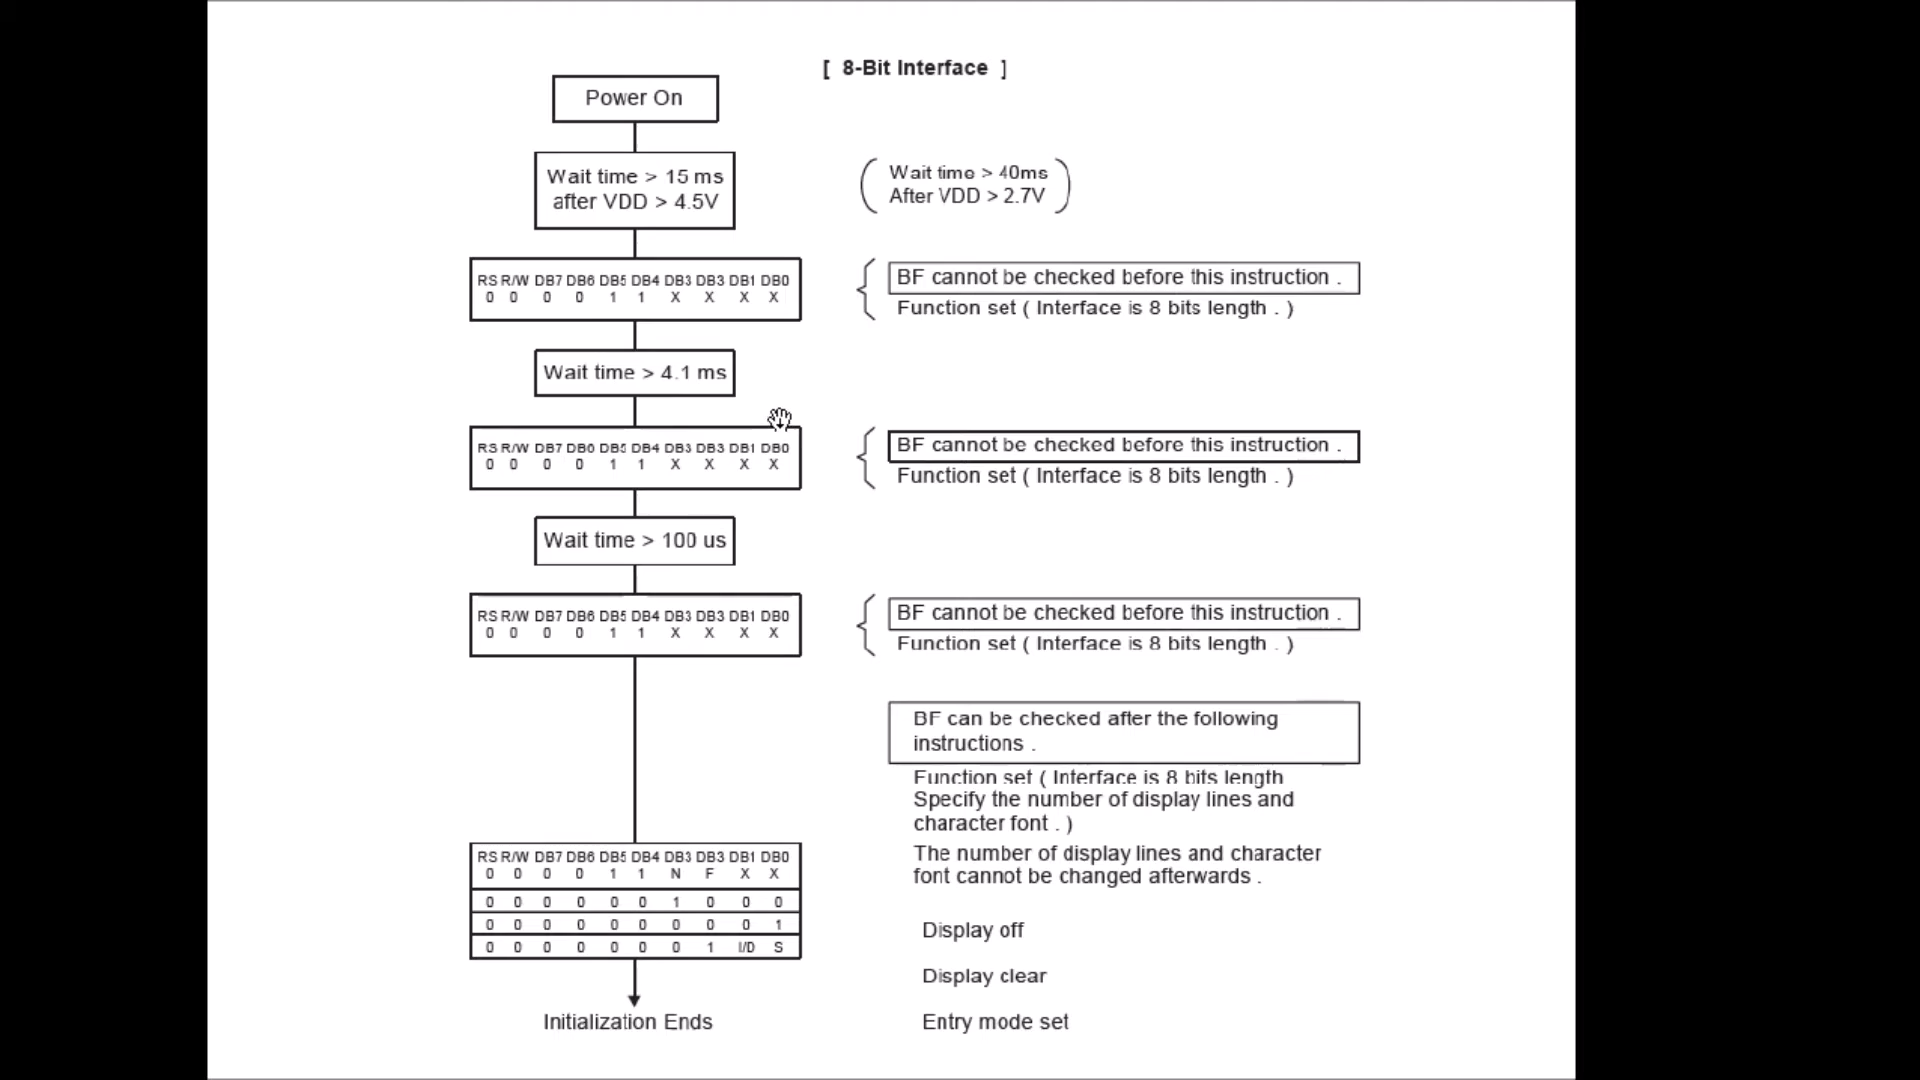 [ 8-Bit Interface ]
Power On
Wait time > 15 ms
after VDD > 4.5V
Wait time > 40ms
After VDD > 2.7V
RS R/W DB7 DB6 DB5 DB4 DB3 DB3 DB1 DB0
0 0 0 0 1 1 X X X X
BF cannot be checked before this instruction .
Function set ( Interface is 8 bits length . )
Wait time > 4.1 ms
RS R/W DB7 DB6 DB5 DB4 DB3 DB3 DB1 DB0
0 0 0 0 1 1 X X X X
BF cannot be checked before this instruction .
Function set ( Interface is 8 bits length . )
Wait time > 100 us
RS R/W DB7 DB6 DB5 DB4 DB3 DB3 DB1 DB0
0 0 0 0 1 1 X X X X
BF cannot be checked before this instruction .
Function set ( Interface is 8 bits length . )
BF can be checked after the following
instructions .
Function set ( Interface is 8 bits length
Specify the number of display lines and
character font . )
The number of display lines and character
font cannot be changed afterwards .
RS R/W DB7 DB6 DB5 DB4 DB3 DB3 DB1 DB0
0 0 0 0 1 1 N F X X
0 0 0 0 0 0 1 0 0 0
0 0 0 0 0 0 0 0 0 1
0 0 0 0 0 0 0 1 I/D S
Display off
Display clear
Entry mode set
Initialization Ends